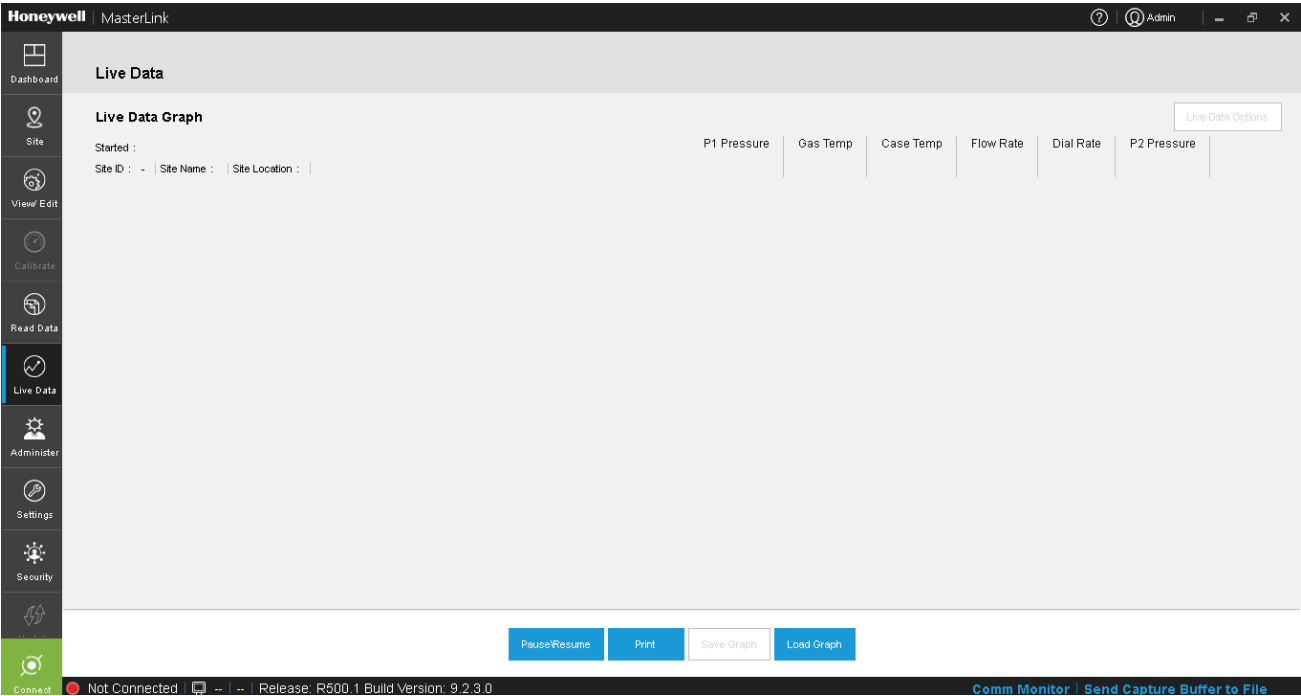 Honeywell | MasterLink
Admin
Dashboard
Site
View/ Edit
Calibrate
Read Data
Live Data
Administer
Settings
Security
Connect
Live Data
Live Data Graph
Live Data Options
Started :
Site ID : - | Site Name : | Site Location : |
P1 Pressure
Gas Temp
Case Temp
Flow Rate
Dial Rate
P2 Pressure
Pause\Resume
Print
Save Graph
Load Graph
Not Connected | -- | -- | Release: R500.1 Build Version: 9.2.3.0
Comm Monitor | Send Capture Buffer to File